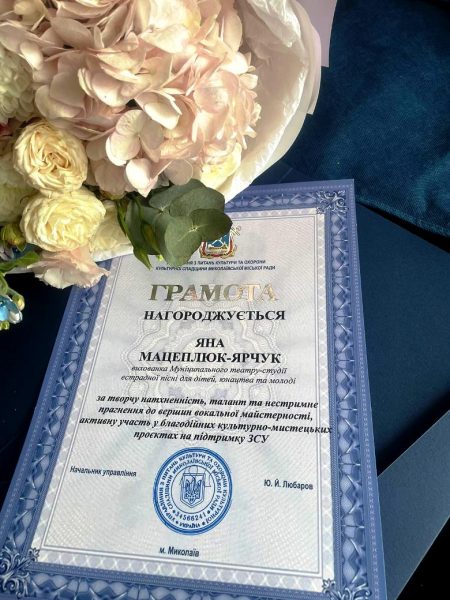 З ПИТАНЬ КУЛЬТУРИ ТА ОХОРОНИ
КУЛЬТУРНОЇ СПАДЩИНИ МИКОЛАЇВСЬКОЇ МІСЬКОЇ РАДИ
ГРАМОТА
НАГОРОДЖУЄТЬСЯ
ЯНА
МАЦЕПЛЮК-ЯРЧУК
вихованка Муніципального театру-студії
естрадної пісні для дітей, юнацтва та молоді
за творчу натхненність, талант та нестримне
прагнення до вершин вокальної майстерності,
активну участь у благодійних культурно-мистецьких
проєктах на підтримку ЗСУ
Начальник управління
Ю. Й. Любаров
м. Миколаїв